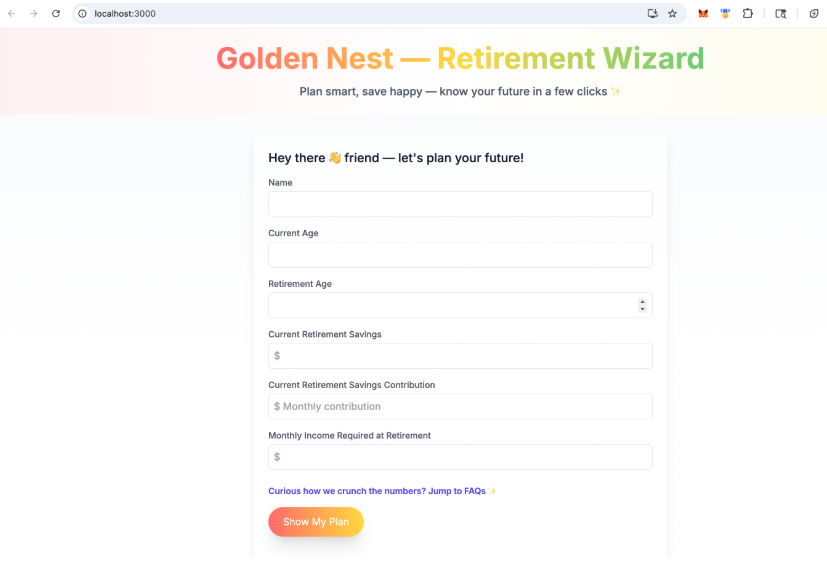 localhost:3000
Golden Nest — Retirement Wizard
Plan smart, save happy — know your future in a few clicks ✨
Hey there 👋 friend — let's plan your future!
Name
Current Age
Retirement Age
Current Retirement Savings
$
Current Retirement Savings Contribution
$ Monthly contribution
Monthly Income Required at Retirement
$
Curious how we crunch the numbers? Jump to FAQs ✨
Show My Plan